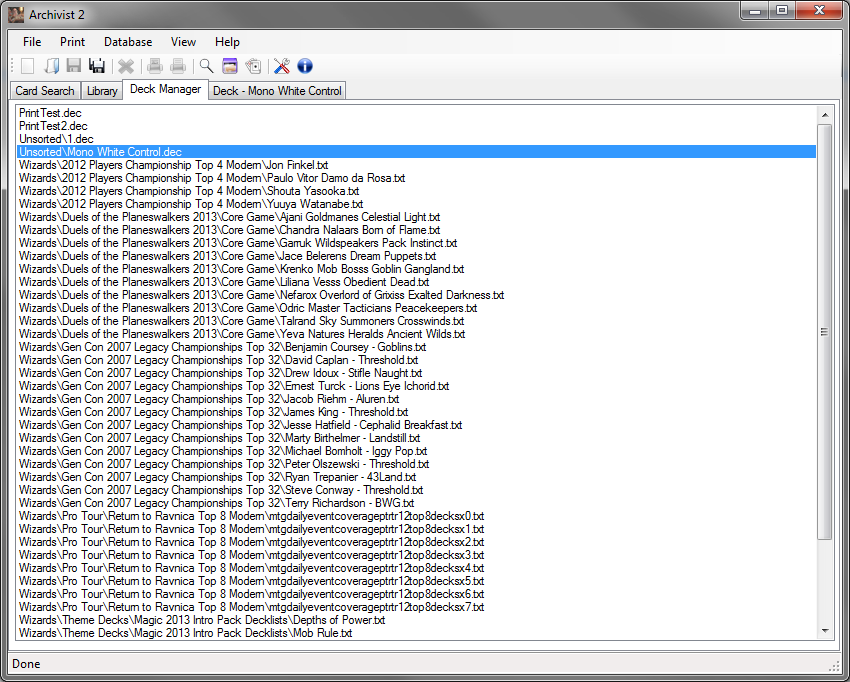 Archivist 2
File Print Database View Help
Card Search Library Deck Manager Deck - Mono White Control
PrintTest.dec
PrintTest2.dec
Unsorted\1.dec
Unsorted\Mono White Control.dec
Wizards\2012 Players Championship Top 4 Modern\Jon Finkel.txt
Wizards\2012 Players Championship Top 4 Modern\Paulo Vitor Damo da Rosa.txt
Wizards\2012 Players Championship Top 4 Modern\Shouta Yasooka.txt
Wizards\2012 Players Championship Top 4 Modern\Yuuya Watanabe.txt
Wizards\Duels of the Planeswalkers 2013\Core Game\Ajani Goldmanes Celestial Light.txt
Wizards\Duels of the Planeswalkers 2013\Core Game\Chandra Nalaars Born of Flame.txt
Wizards\Duels of the Planeswalkers 2013\Core Game\Garruk Wildspeakers Pack Instinct.txt
Wizards\Duels of the Planeswalkers 2013\Core Game\Jace Belerens Dream Puppets.txt
Wizards\Duels of the Planeswalkers 2013\Core Game\Krenko Mob Bosss Goblin Gangland.txt
Wizards\Duels of the Planeswalkers 2013\Core Game\Liliana Vesss Obedient Dead.txt
Wizards\Duels of the Planeswalkers 2013\Core Game\Nefarox Overlord of Grixiss Exalted Darkness.txt
Wizards\Duels of the Planeswalkers 2013\Core Game\Odric Master Tacticians Peacekeepers.txt
Wizards\Duels of the Planeswalkers 2013\Core Game\Talrand Sky Summoners Crosswinds.txt
Wizards\Duels of the Planeswalkers 2013\Core Game\Yeva Natures Heralds Ancient Wilds.txt
Wizards\Gen Con 2007 Legacy Championships Top 32\Benjamin Coursey - Goblins.txt
Wizards\Gen Con 2007 Legacy Championships Top 32\David Caplan - Threshold.txt
Wizards\Gen Con 2007 Legacy Championships Top 32\Drew Idoux - Stifle Naught.txt
Wizards\Gen Con 2007 Legacy Championships Top 32\Ernest Turck - Lions Eye Ichorid.txt
Wizards\Gen Con 2007 Legacy Championships Top 32\Jacob Riehm - Aluren.txt
Wizards\Gen Con 2007 Legacy Championships Top 32\James King - Threshold.txt
Wizards\Gen Con 2007 Legacy Championships Top 32\Jesse Hatfield - Cephalid Breakfast.txt
Wizards\Gen Con 2007 Legacy Championships Top 32\Marty Birthelmer - Landstill.txt
Wizards\Gen Con 2007 Legacy Championships Top 32\Michael Bomholt - Iggy Pop.txt
Wizards\Gen Con 2007 Legacy Championships Top 32\Peter Olszewski - Threshold.txt
Wizards\Gen Con 2007 Legacy Championships Top 32\Ryan Trepanier - 43Land.txt
Wizards\Gen Con 2007 Legacy Championships Top 32\Steve Conway - Threshold.txt
Wizards\Gen Con 2007 Legacy Championships Top 32\Terry Richardson - BWG.txt
Wizards\Pro Tour\Return to Ravnica Top 8 Modern\mtgdailyeventcoverageptrtr12top8decksx0.txt
Wizards\Pro Tour\Return to Ravnica Top 8 Modern\mtgdailyeventcoverageptrtr12top8decksx1.txt
Wizards\Pro Tour\Return to Ravnica Top 8 Modern\mtgdailyeventcoverageptrtr12top8decksx2.txt
Wizards\Pro Tour\Return to Ravnica Top 8 Modern\mtgdailyeventcoverageptrtr12top8decksx3.txt
Wizards\Pro Tour\Return to Ravnica Top 8 Modern\mtgdailyeventcoverageptrtr12top8decksx4.txt
Wizards\Pro Tour\Return to Ravnica Top 8 Modern\mtgdailyeventcoverageptrtr12top8decksx5.txt
Wizards\Pro Tour\Return to Ravnica Top 8 Modern\mtgdailyeventcoverageptrtr12top8decksx6.txt
Wizards\Pro Tour\Return to Ravnica Top 8 Modern\mtgdailyeventcoverageptrtr12top8decksx7.txt
Wizards\Theme Decks\Magic 2013 Intro Pack Decklists\Depths of Power.txt
Wizards\Theme Decks\Magic 2013 Intro Pack Decklists\Mob Rule.txt
Done